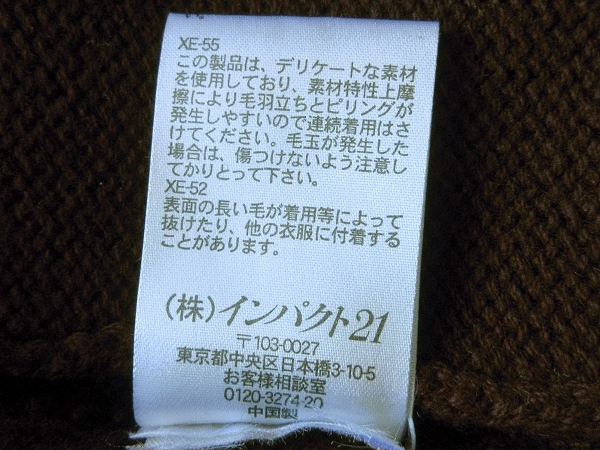 XE-55
この製品は、デリケートな素材
を使用しており、素材特性上摩
擦により毛羽立ちとピリングが
発生しやすいので連続着用はさ
けてください。毛玉が発生した
場合は、傷つけないよう注意し
てかりとって下さい。
XE-52
表面の長い毛が着用等によって
抜けたり、他の衣服に付着する
ことがあります。
(株)インパクト21
〒103-0027
東京都中央区日本橋3-10-5
お客様相談室
0120-3274-20
中国製